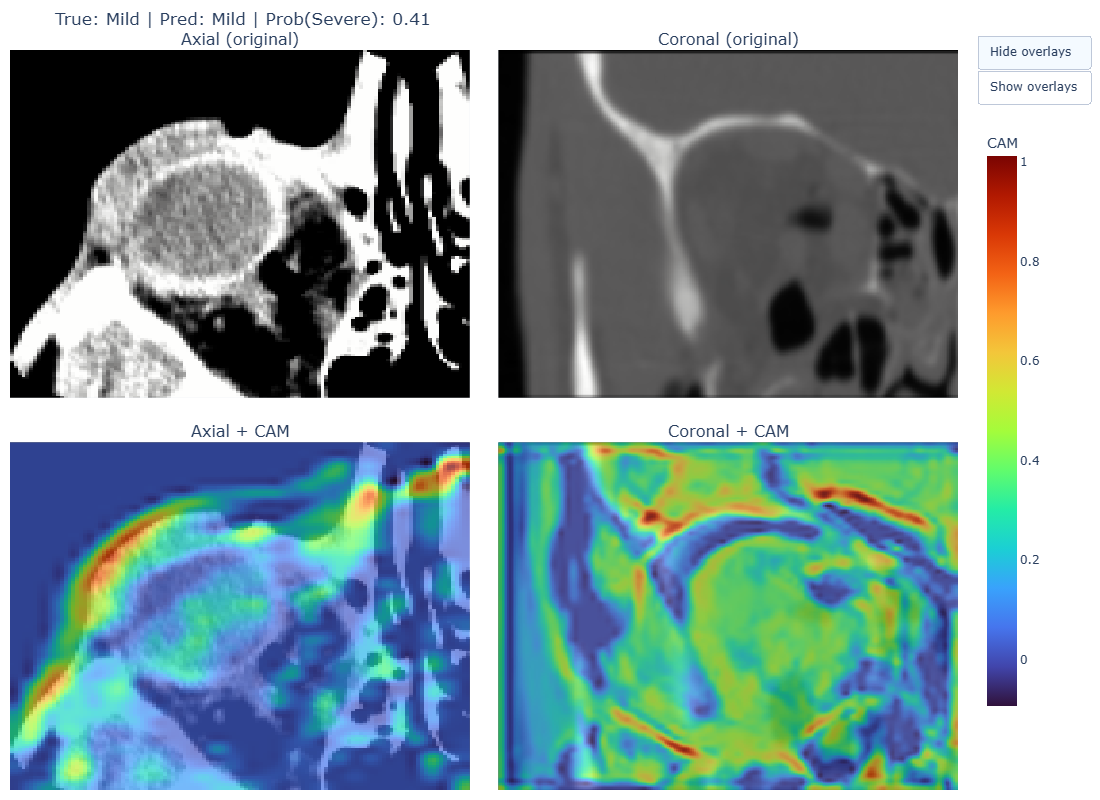 True: Mild | Pred: Mild | Prob(Severe): 0.41
Axial (original)
Coronal (original)
Hide overlays
Show overlays
CAM
1
0.8
0.6
0.4
0.2
0
Axial + CAM
Coronal + CAM